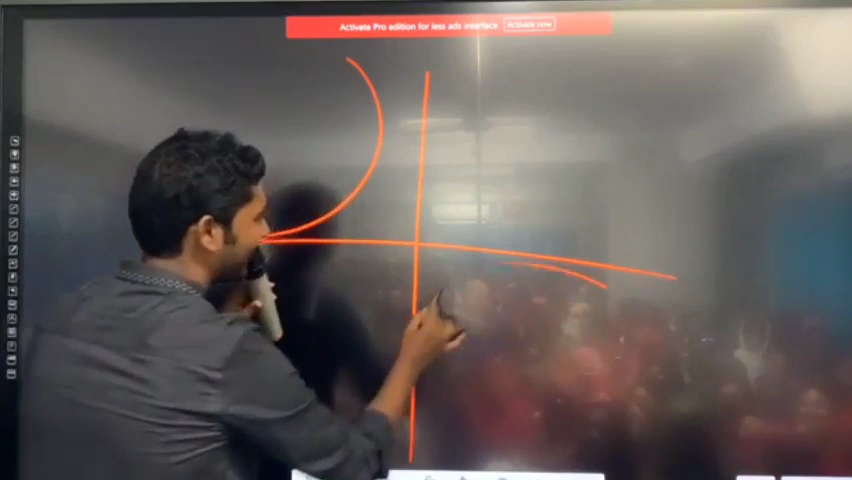 Activate Pro edition for less ads interface Activate now